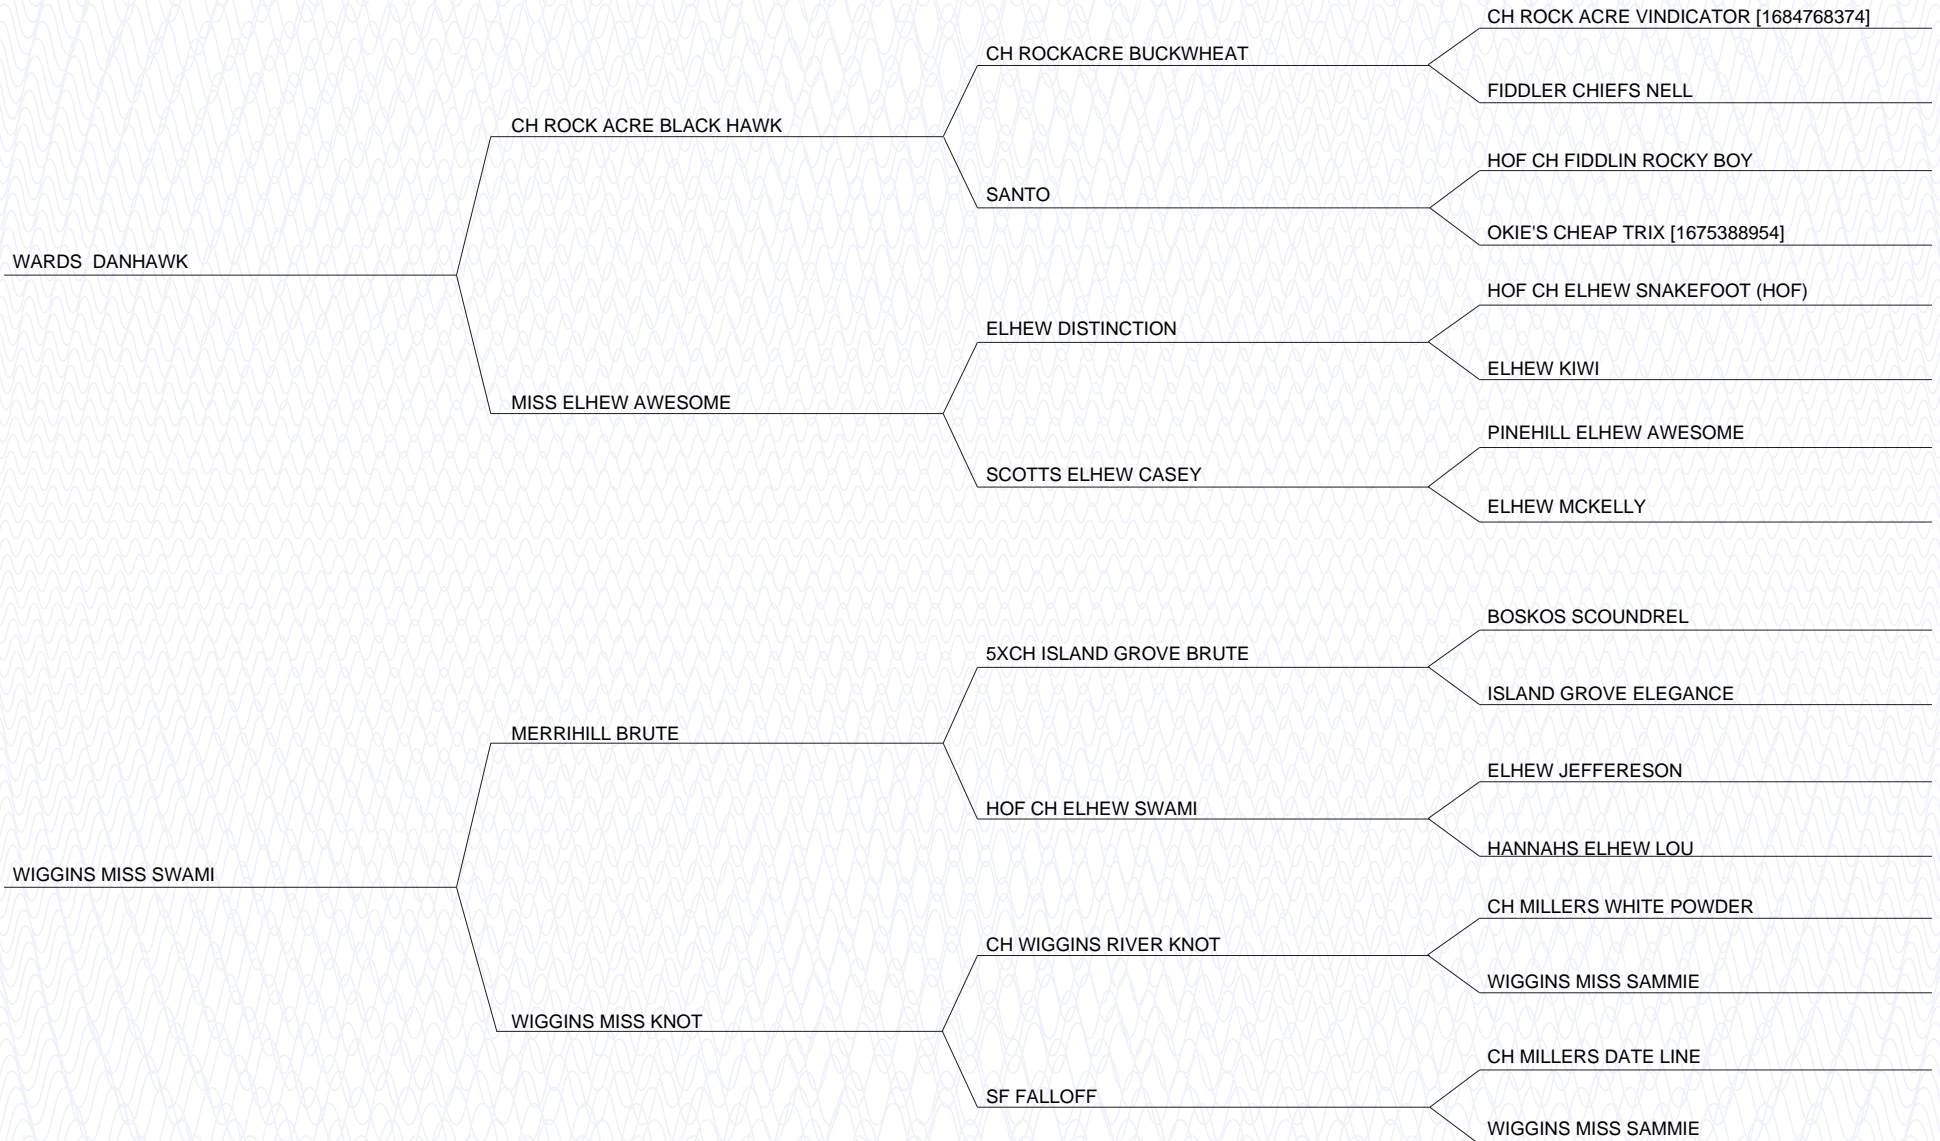 CH ROCK ACRE VINDICATOR [1684768374]
CH ROCKACRE BUCKWHEAT
FIDDLER CHIEFS NELL
CH ROCK ACRE BLACK HAWK
HOF CH FIDDLIN ROCKY BOY
SANTO
OKIE'S CHEAP TRIX [1675388954]
WARDS  DANHAWK
HOF CH ELHEW SNAKEFOOT (HOF)
ELHEW DISTINCTION
ELHEW KIWI
MISS ELHEW AWESOME
PINEHILL ELHEW AWESOME
SCOTTS ELHEW CASEY
ELHEW MCKELLY
BOSKOS SCOUNDREL
5XCH ISLAND GROVE BRUTE
ISLAND GROVE ELEGANCE
MERRIHILL BRUTE
ELHEW JEFFERESON
HOF CH ELHEW SWAMI
HANNAHS ELHEW LOU
WIGGINS MISS SWAMI
CH MILLERS WHITE POWDER
CH WIGGINS RIVER KNOT
WIGGINS MISS SAMMIE
WIGGINS MISS KNOT
CH MILLERS DATE LINE
SF FALLOFF
WIGGINS MISS SAMMIE